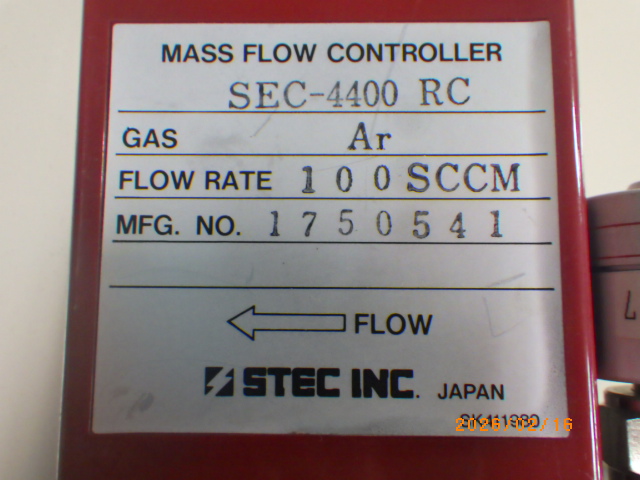 MASS FLOW CONTROLLER
SEC-4400 RC
GAS Ar
FLOW RATE 100 SCCM
MFG. NO. 1750541
FLOW
STEC INC. JAPAN
2026/02/16